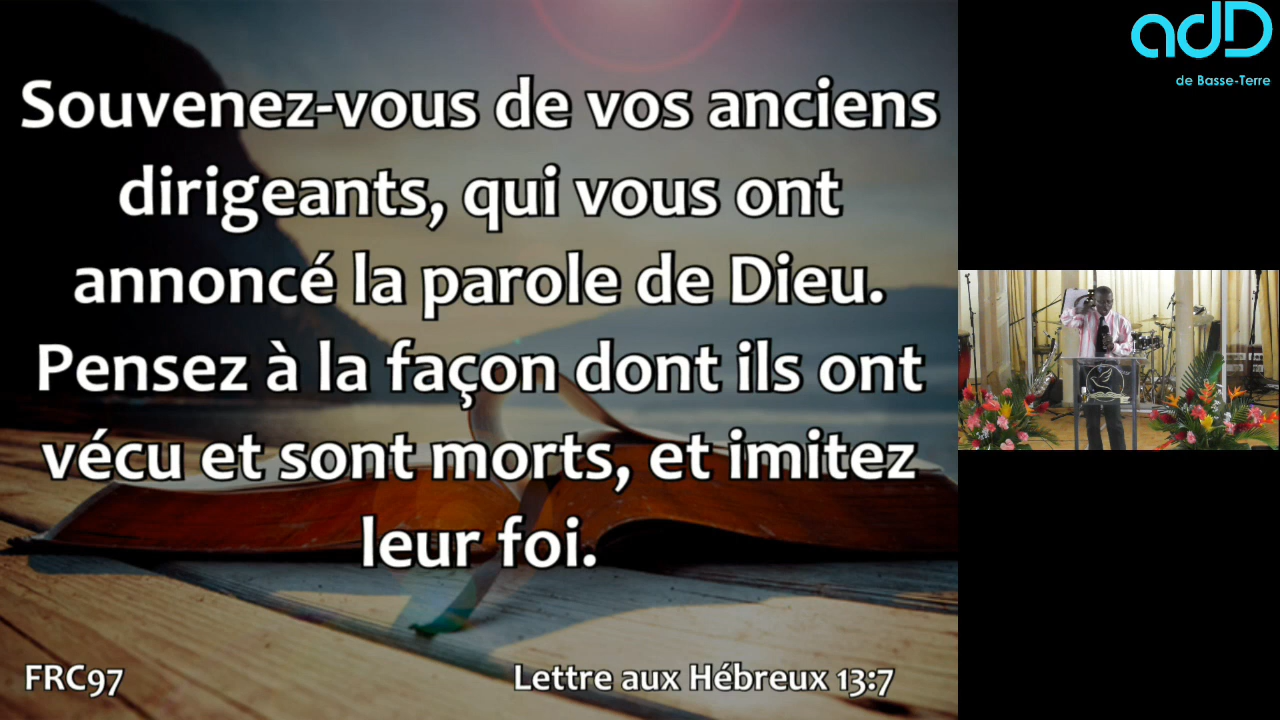 Souvenez-vous de vos anciens
dirigeants, qui vous ont
annoncé la parole de Dieu.
Pensez à la façon dont ils ont
vécu et sont morts, et imitez
leur foi.
FRC97
Lettre aux Hébreux 13:7
adD
de Basse-Terre